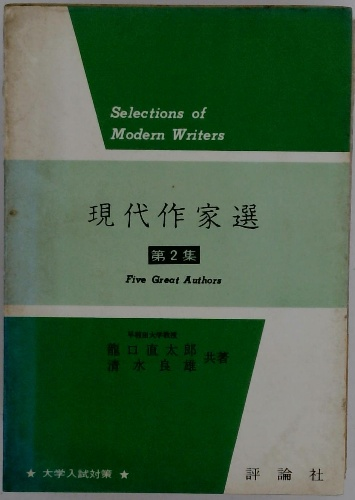 Selections of
Modern Writers
現代作家選
第2集
Five Great Authors
早稲田大学教授
瀧口直太郎
清水良雄
共著
★ 大学入試対策 ★
評論社